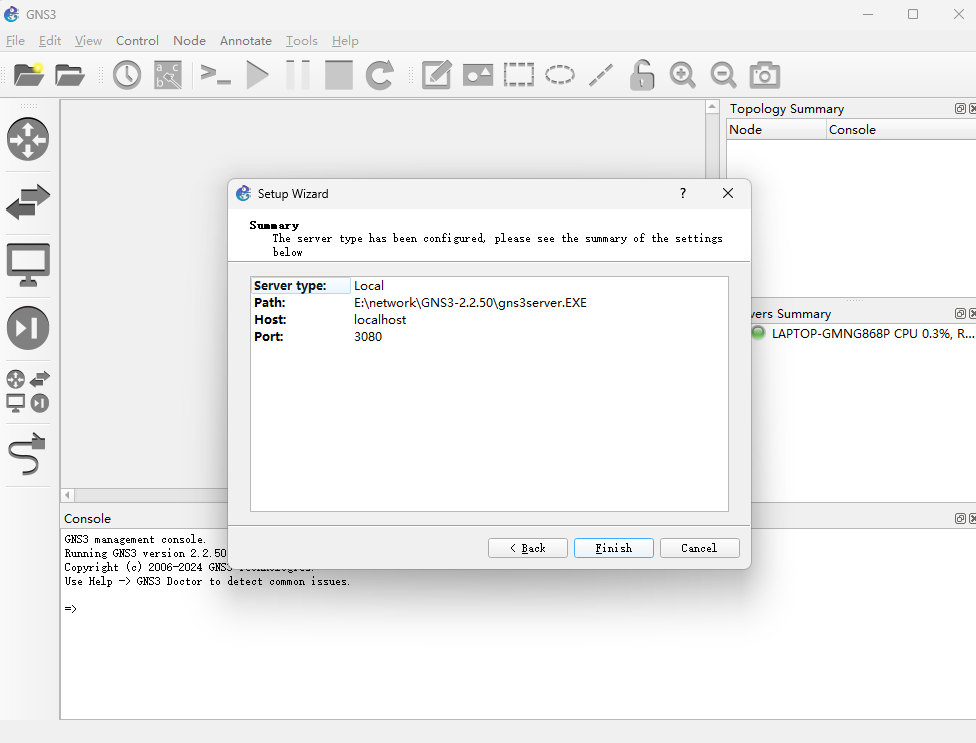 GNS3
File Edit View Control Node Annotate Tools Help
Topology Summary
Node Console
Setup Wizard ?
Summary
The server type has been configured, please see the summary of the settings
below
Server type: Local
Path: E:\network\GNS3-2.2.50\gns3server.EXE
Host: localhost
Port: 3080
vers Summary
LAPTOP-GMNG868P CPU 0.3%, R...
< Back Finish Cancel
Console
GNS3 management console.
Running GNS3 version 2.2.50
Copyright (c) 2006-2024 GNS3 Technologies.
Use Help -> GNS3 Doctor to detect common issues.
=>